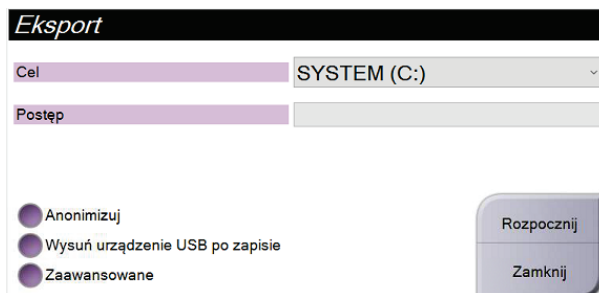 Eksport
Cel
SYSTEM (C:)
Postęp
Anonimizuj
Wysuń urządzenie USB po zapisie
Zaawansowane
Rozpocznij
Zamknij